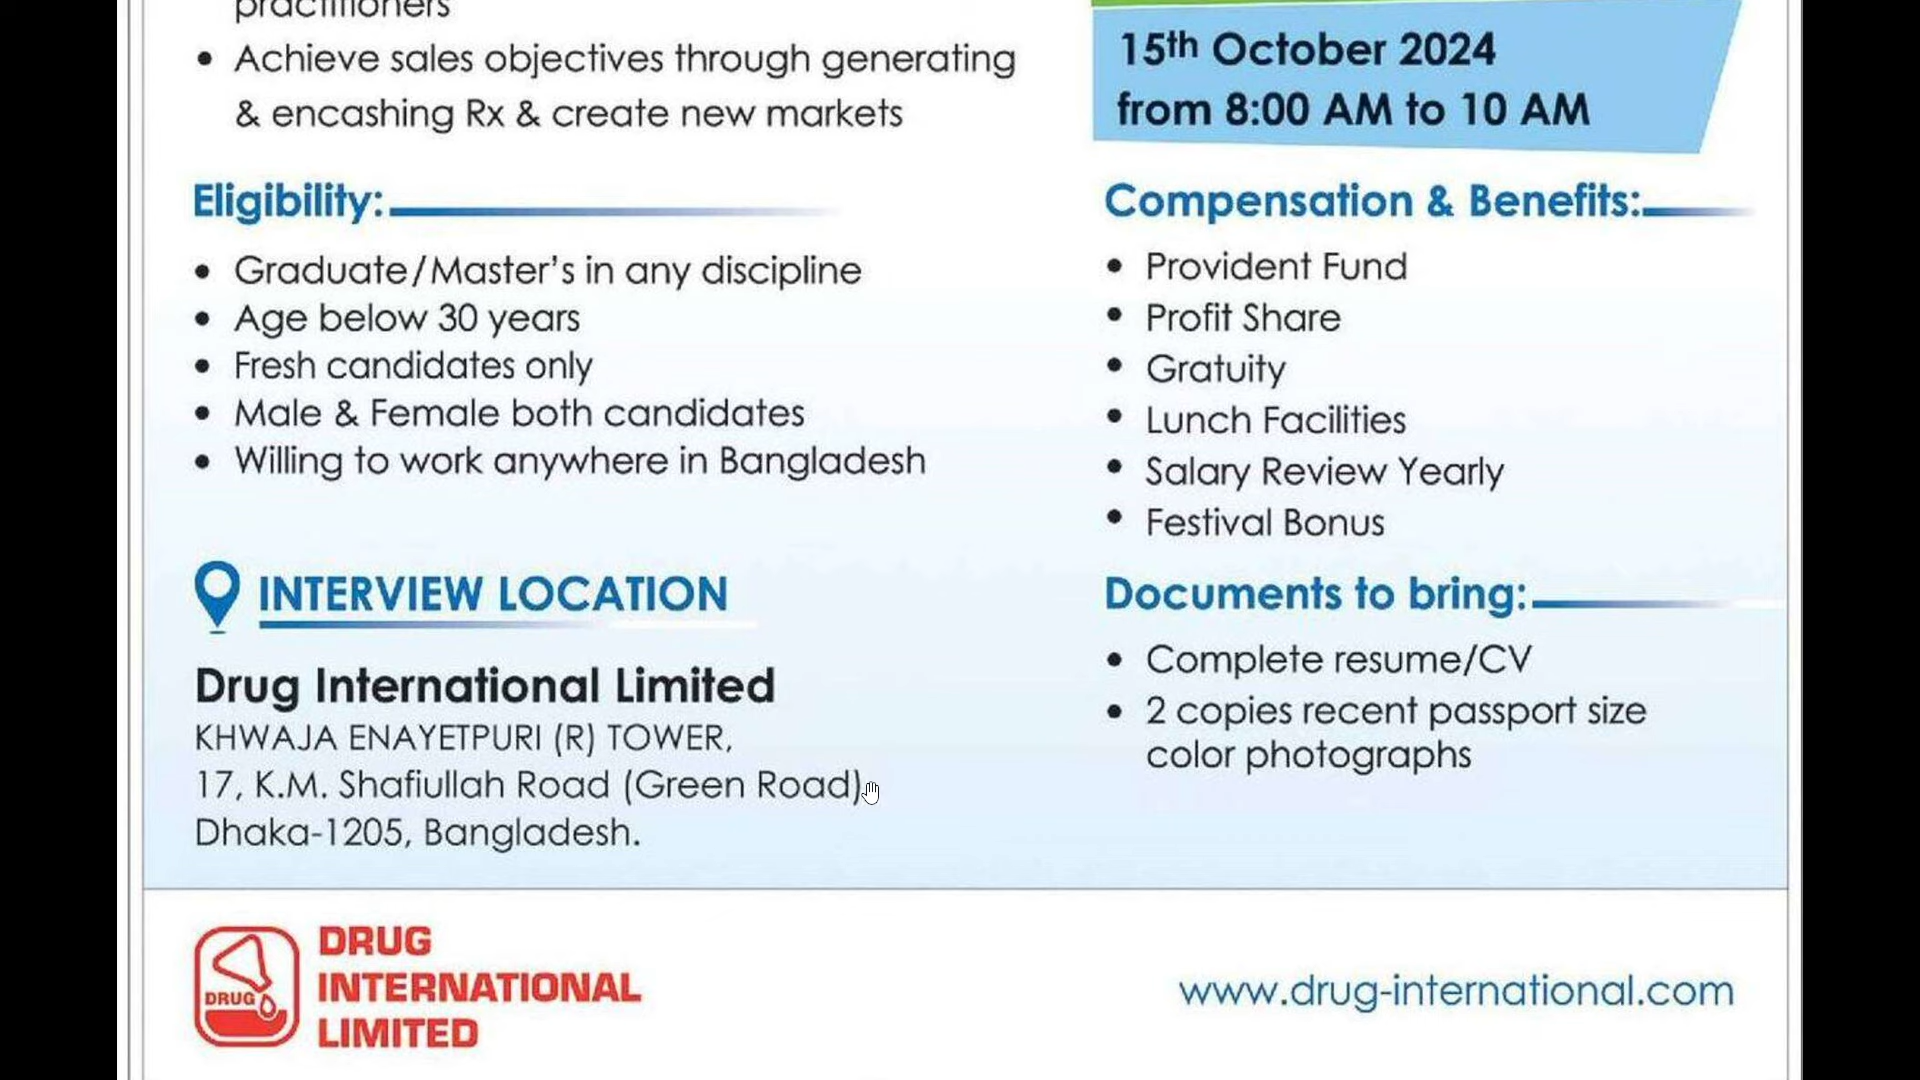 practitioners
• Achieve sales objectives through generating
& encashing Rx & create new markets
15th October 2024
from 8:00 AM to 10 AM
Eligibility:
• Graduate/Master's in any discipline
• Age below 30 years
• Fresh candidates only
• Male & Female both candidates
• Willing to work anywhere in Bangladesh
Compensation & Benefits:
• Provident Fund
• Profit Share
• Gratuity
• Lunch Facilities
• Salary Review Yearly
• Festival Bonus
INTERVIEW LOCATION
Drug International Limited
KHWAJA ENAYETPURI (R) TOWER,
17, K.M. Shafiullah Road (Green Road),
Dhaka-1205, Bangladesh.
Documents to bring:
• Complete resume/CV
• 2 copies recent passport size
color photographs
DRUG
DRUG
INTERNATIONAL
LIMITED
www.drug-international.com